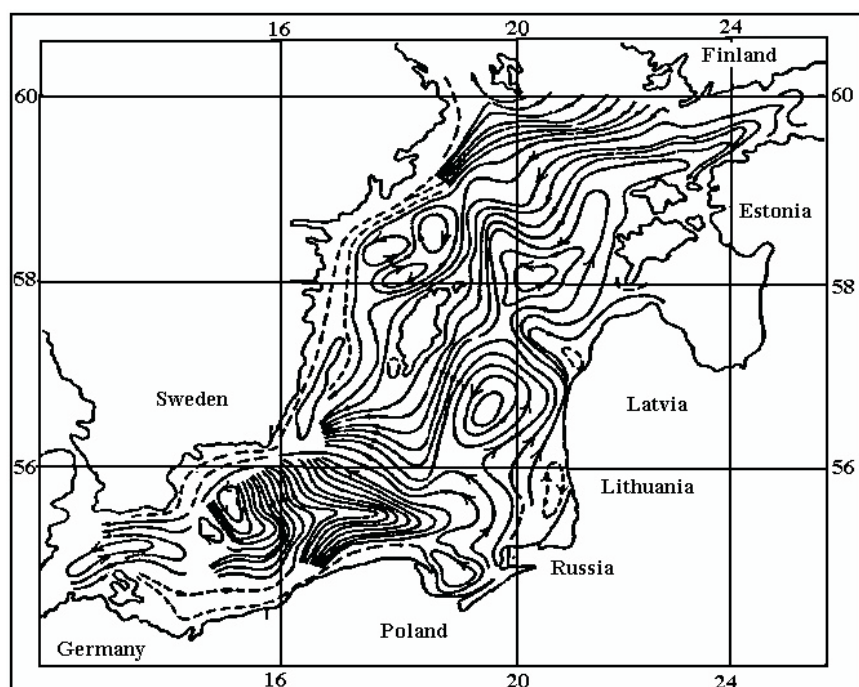 16 20 24
Finland
60 60
Estonia
58 58
Sweden
Latvia
56 56
Lithuania
Russia
Poland
Germany
16 20 24